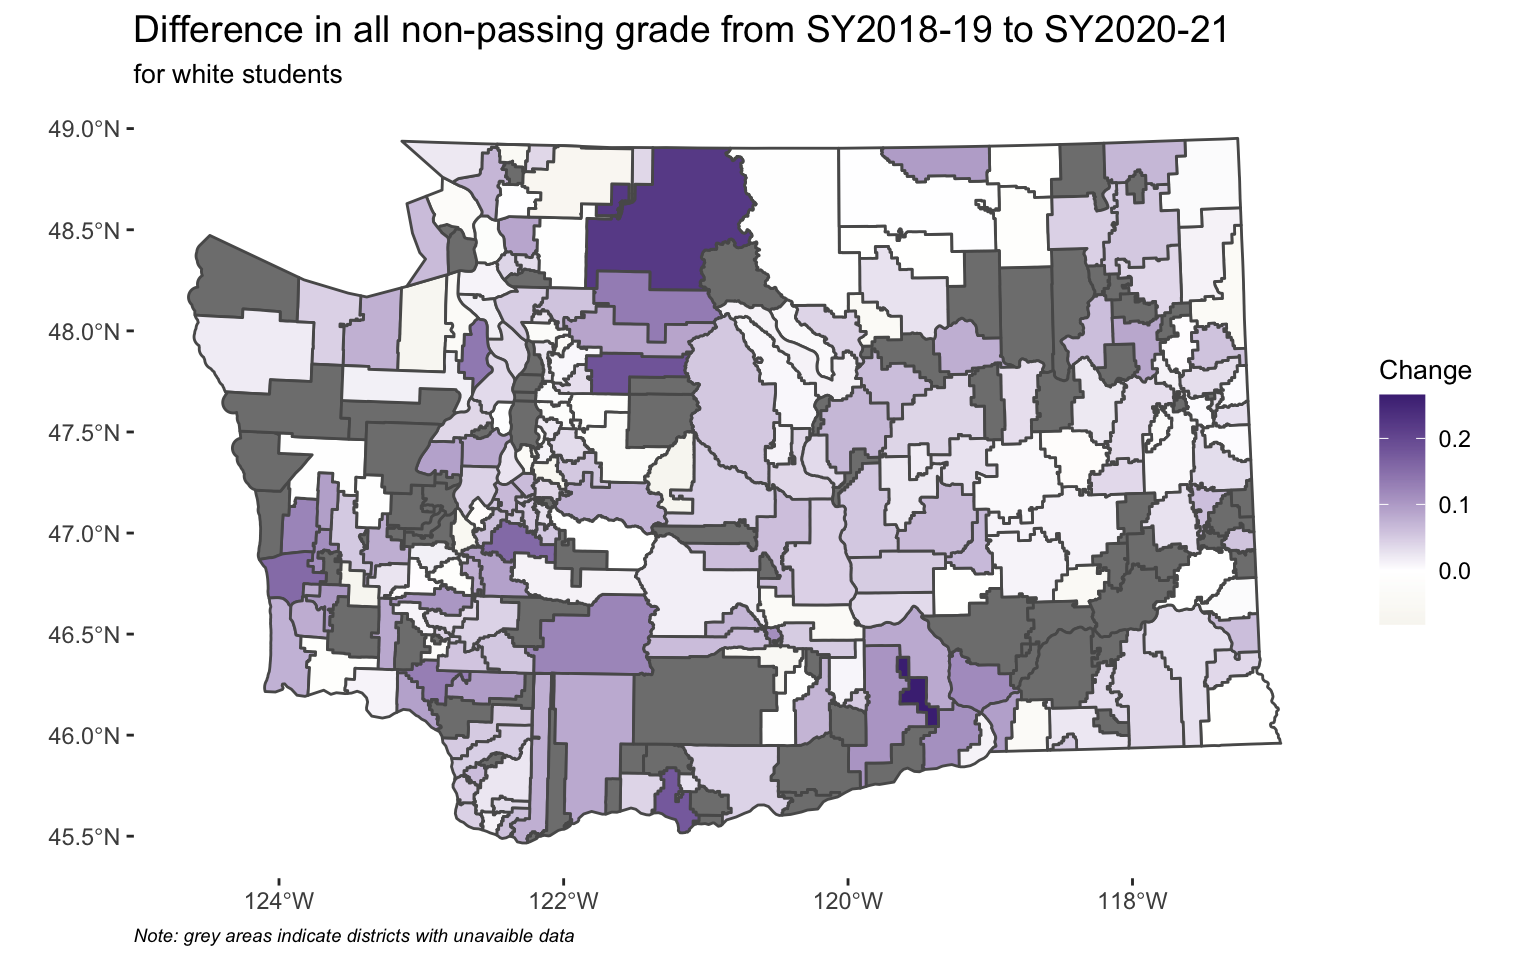 Difference in all non-passing grade from SY2018-19 to SY2020-21
for white students
49.0°N
48.5°N
48.0°N
47.5°N
47.0°N
46.5°N
46.0°N
45.5°N
124°W
122°W
120°W
118°W
Change
0.2
0.1
0.0
Note: grey areas indicate districts with unavaible data